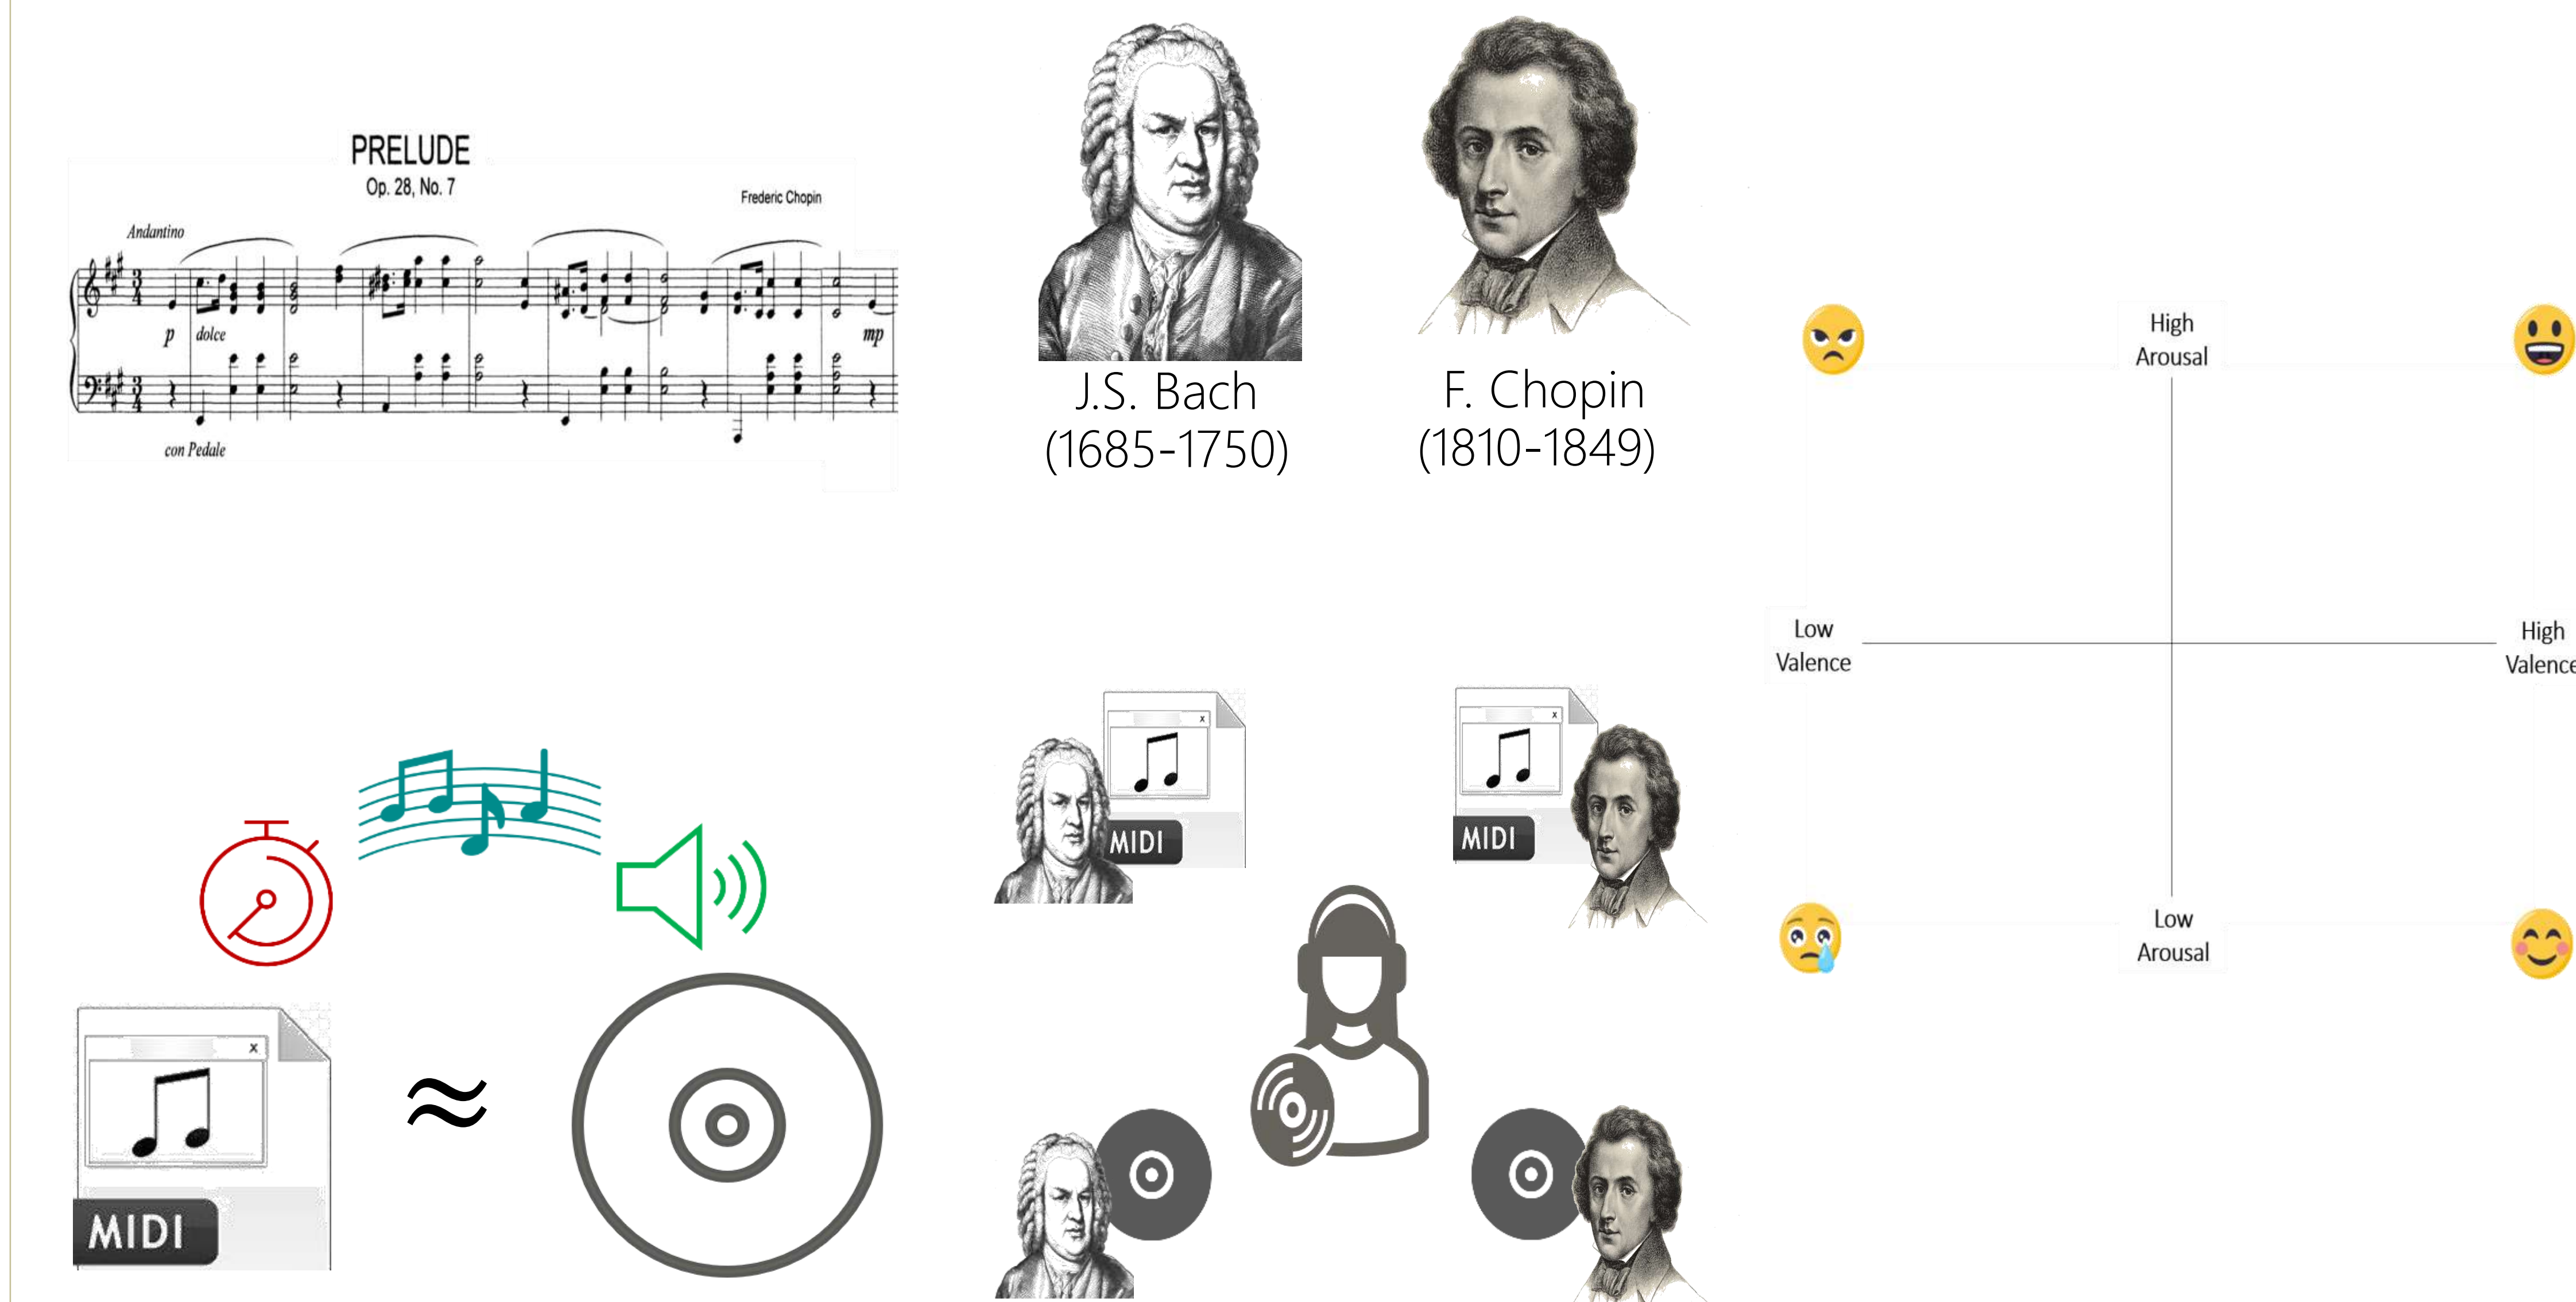 PRELUDE
Op. 28, No. 7
Frederic Chopin
Andantino
p dolce
mp
con Pedale
J.S. Bach
(1685-1750)
F. Chopin
(1810-1849)
High
Arousal
Low
Valence
High
Valence
Low
Arousal
x
MIDI
x
MIDI
x
≈
MIDI